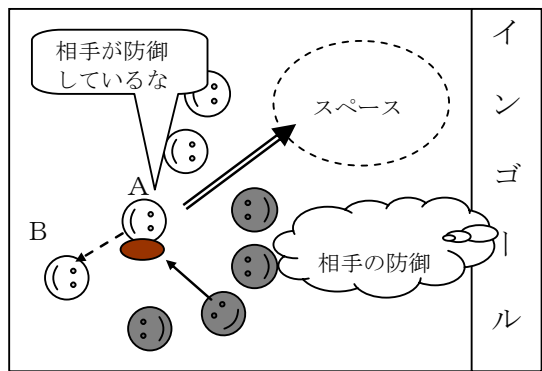 相手が防御
しているな
スペース
A
B
相手の防御
インゴール